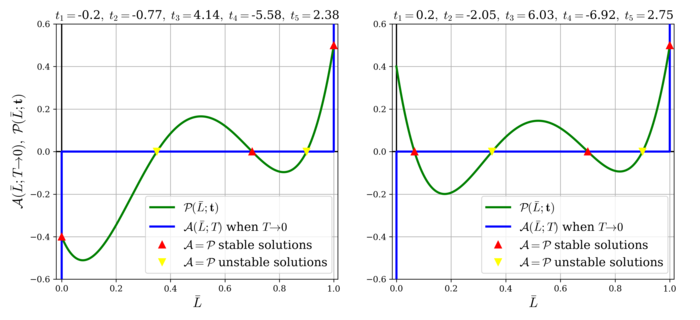 t₁ = -0.2, t₂ = -0.77, t₃ = 4.14, t₄ = -5.58, t₅ = 2.38
𝒜(L̄; T→0), 𝒫(L̄; 𝐭)
0.6
0.4
0.2
0.0
−0.2
−0.4
−0.6
𝒫(L̄; 𝐭)
𝒜(L̄; T) when T→0
𝒜 = 𝒫 stable solutions
𝒜 = 𝒫 unstable solutions
0.0 0.2 0.4 0.6 0.8 1.0
L̄
t₁ = 0.2, t₂ = -2.05, t₃ = 6.03, t₄ = -6.92, t₅ = 2.75
0.6
0.4
0.2
0.0
−0.2
−0.4
−0.6
𝒫(L̄; 𝐭)
𝒜(L̄; T) when T→0
𝒜 = 𝒫 stable solutions
𝒜 = 𝒫 unstable solutions
0.0 0.2 0.4 0.6 0.8 1.0
L̄